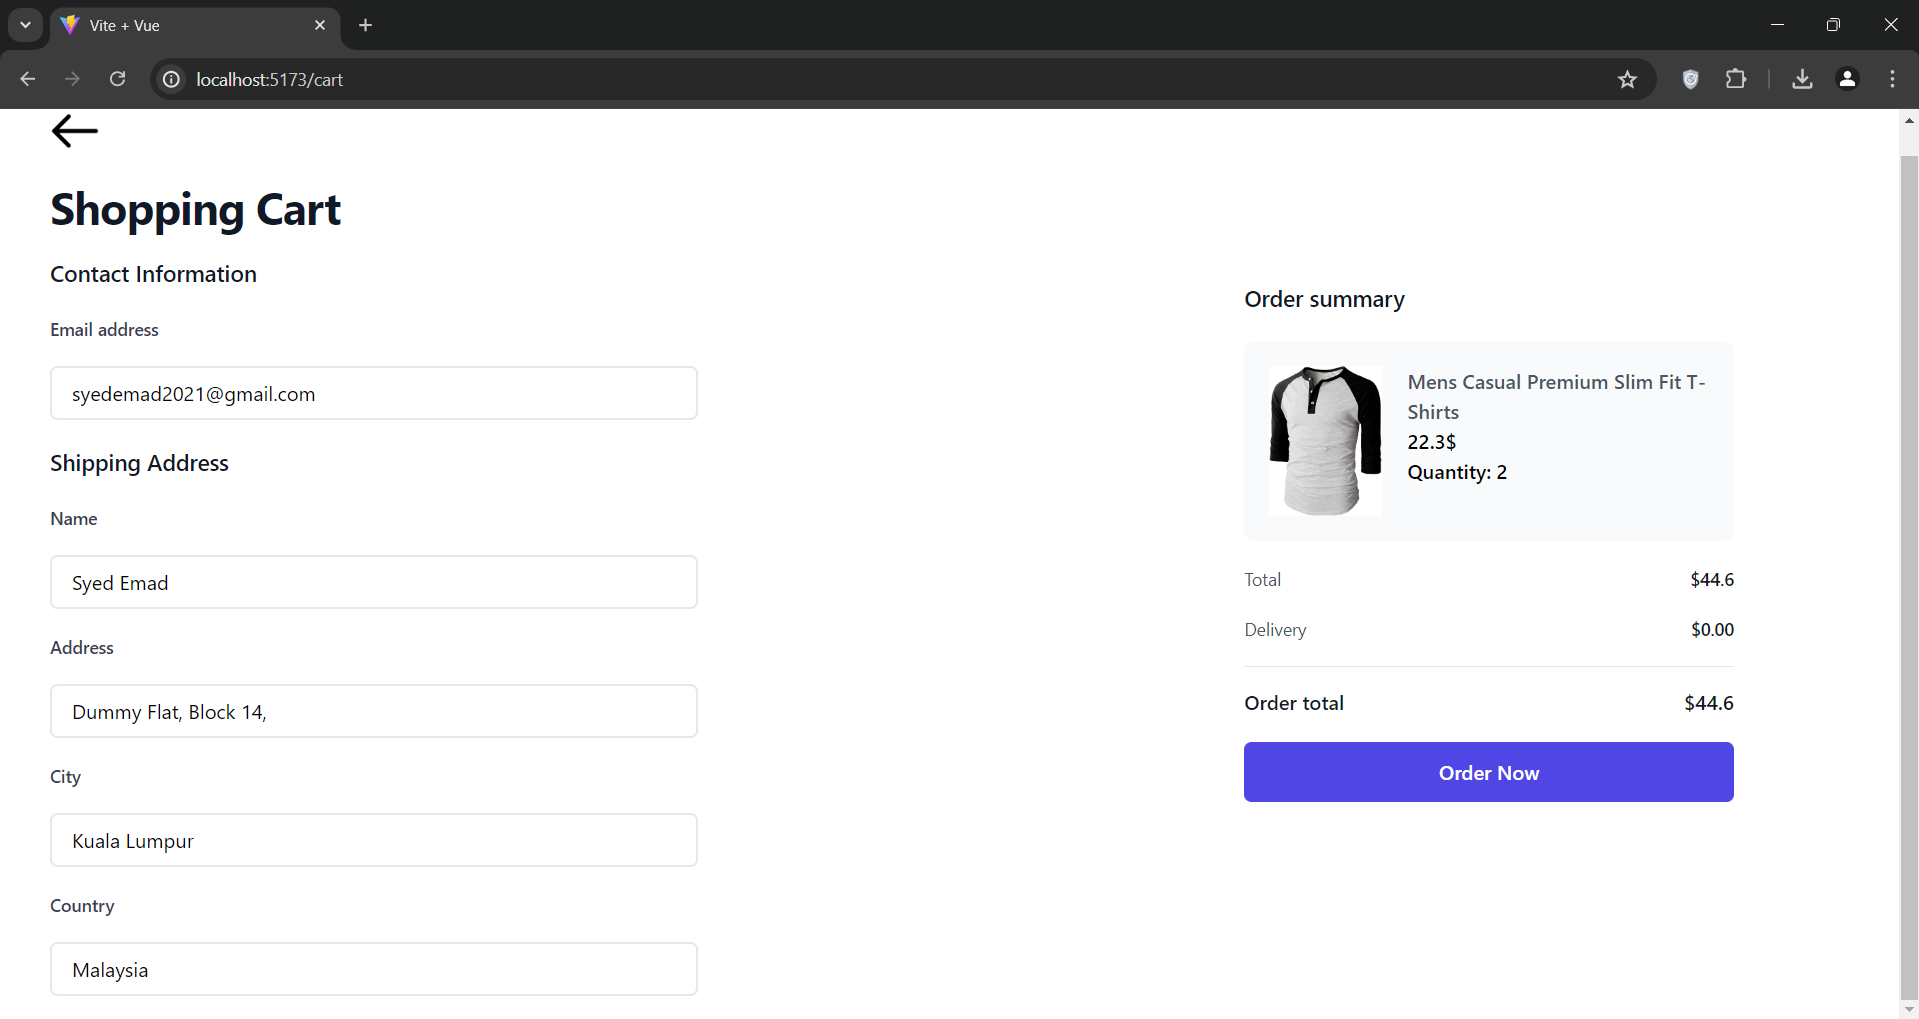 Vite + Vue
localhost:5173/cart
Shopping Cart
Contact Information
Email address
syedemad2021@gmail.com
Shipping Address
Name
Syed Emad
Address
Dummy Flat, Block 14,
City
Kuala Lumpur
Country
Malaysia
Order summary
Mens Casual Premium Slim Fit T-
Shirts
22.3$
Quantity: 2
Total $44.6
Delivery $0.00
Order total $44.6
Order Now